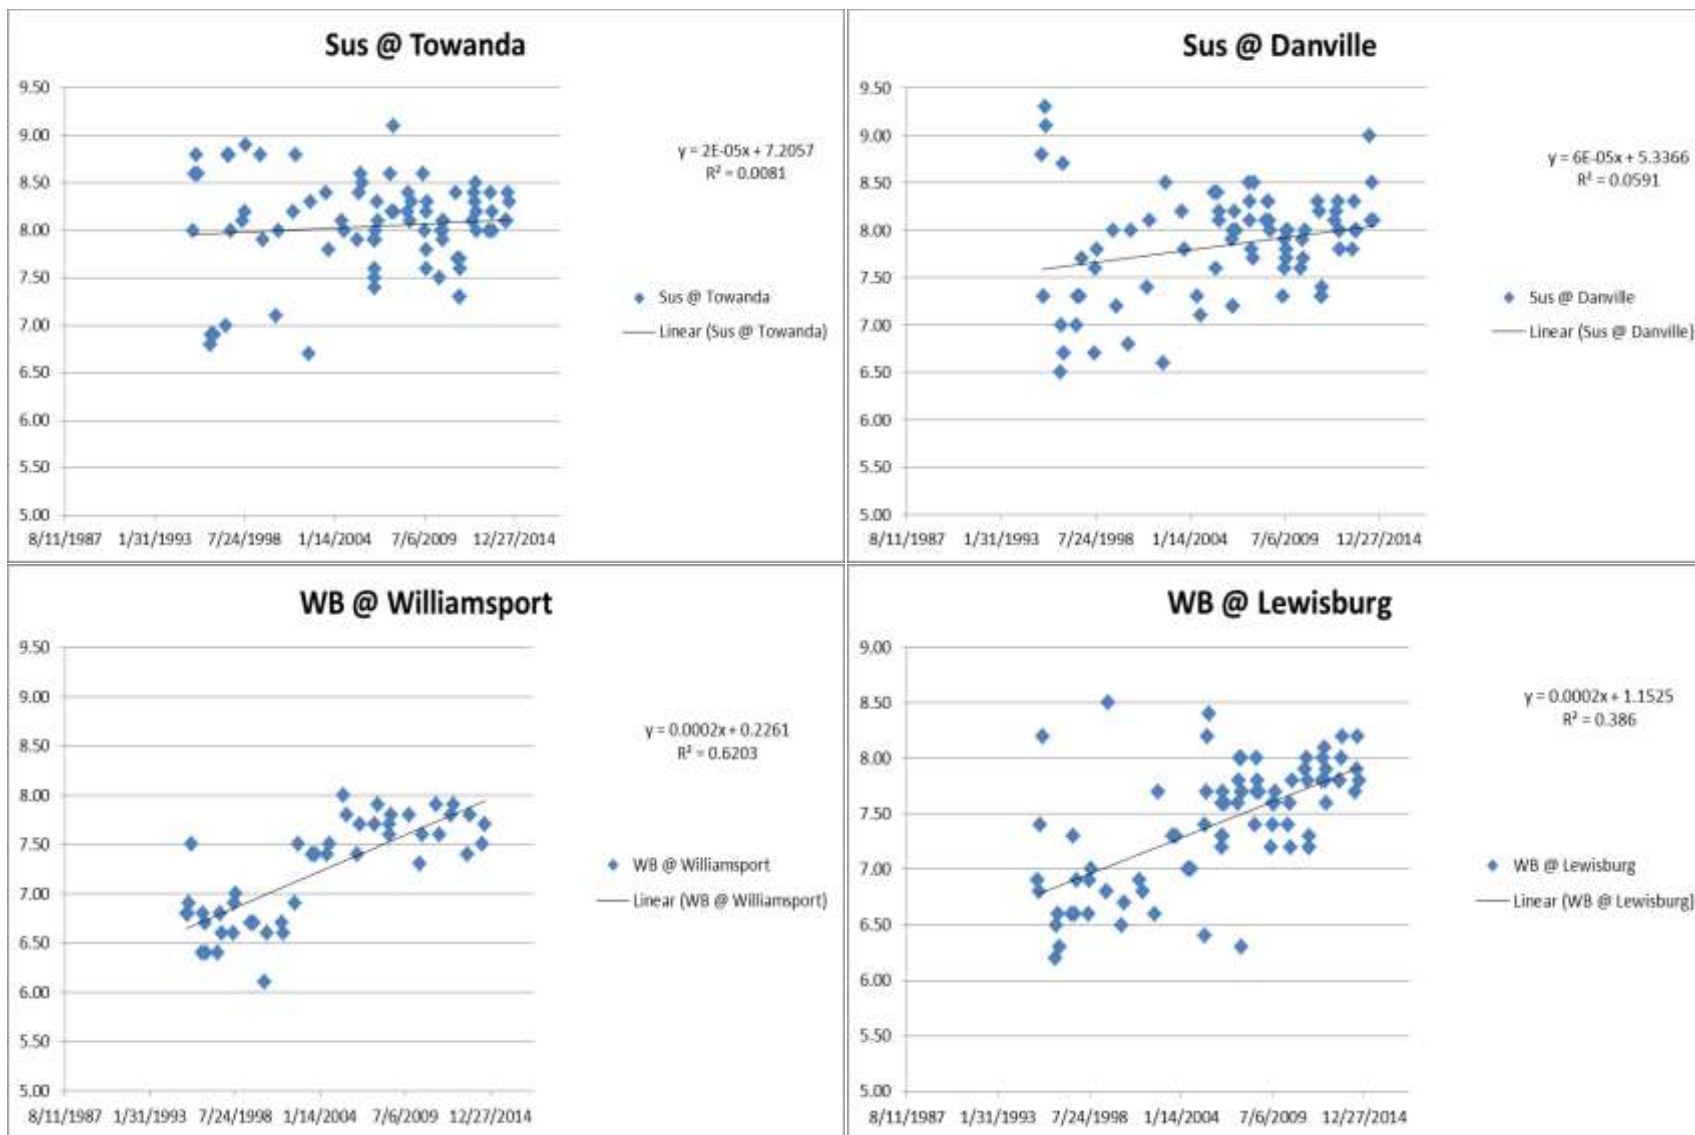 Sus @ Towanda
9.50
9.00
8.50
8.00
7.50
7.00
6.50
6.00
5.50
5.00
8/11/1987 1/31/1993 7/24/1998 1/14/2004 7/6/2009 12/27/2014
y = 2E-05x + 7.2057
R² = 0.0081
Sus @ Towanda
Linear (Sus @ Towanda)
Sus @ Danville
9.50
9.00
8.50
8.00
7.50
7.00
6.50
6.00
5.50
5.00
8/11/1987 1/31/1993 7/24/1998 1/14/2004 7/6/2009 12/27/2014
y = 6E-05x + 5.3366
R² = 0.0591
Sus @ Danville
Linear (Sus @ Danville)
WB @ Williamsport
9.50
9.00
8.50
8.00
7.50
7.00
6.50
6.00
5.50
5.00
8/11/1987 1/31/1993 7/24/1998 1/14/2004 7/6/2009 12/27/2014
y = 0.0002x + 0.2261
R² = 0.6203
WB @ Williamsport
Linear (WB @ Williamsport)
WB @ Lewisburg
9.00
8.50
8.00
7.50
7.00
6.50
6.00
5.50
5.00
8/11/1987 1/31/1993 7/24/1998 1/14/2004 7/6/2009 12/27/2014
y = 0.0002x + 1.1525
R² = 0.386
WB @ Lewisburg
Linear (WB @ Lewisburg)